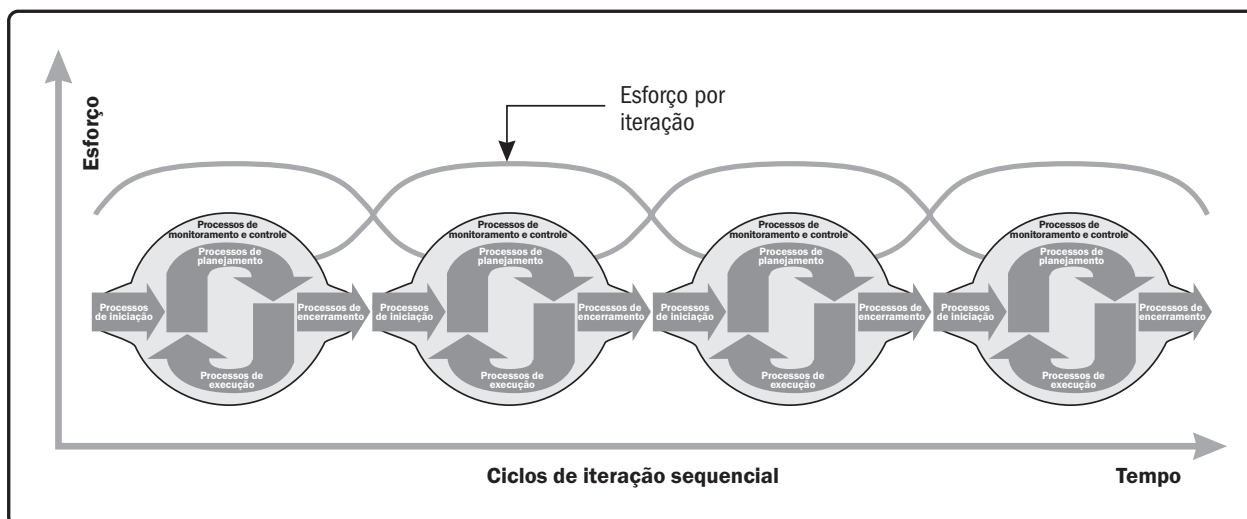 Esforço
Esforço por
iteração
Processos de
monitoramento e controle
Processos de
planejamento
Processos
de iniciação
Processos de
encerramento
Processos de
execução
Processos de
monitoramento e controle
Processos de
planejamento
Processos
de iniciação
Processos de
encerramento
Processos de
execução
Processos de
monitoramento e controle
Processos de
planejamento
Processos
de iniciação
Processos de
encerramento
Processos de
execução
Processos de
monitoramento e controle
Processos de
planejamento
Processos
de iniciação
Processos de
encerramento
Processos de
execução
Ciclos de iteração sequencial
Tempo